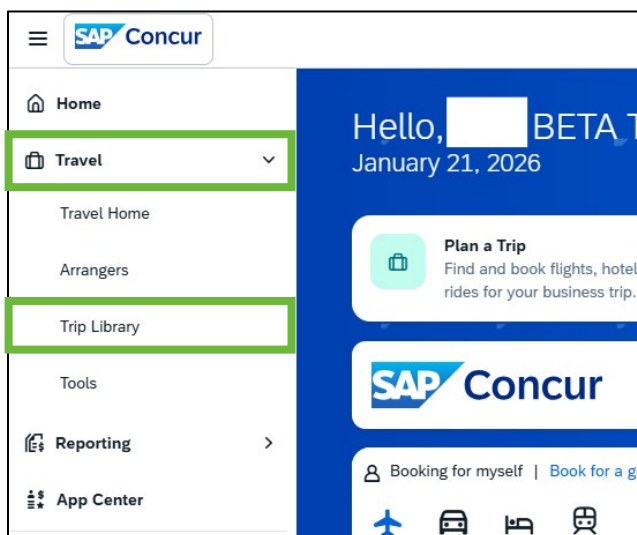 SAP Concur
Home
Travel
Travel Home
Arrangers
Trip Library
Tools
Reporting
App Center
Hello, BETA T
January 21, 2026
Plan a Trip
Find and book flights, hotel
rides for your business trip.
SAP Concur
Booking for myself | Book for a g